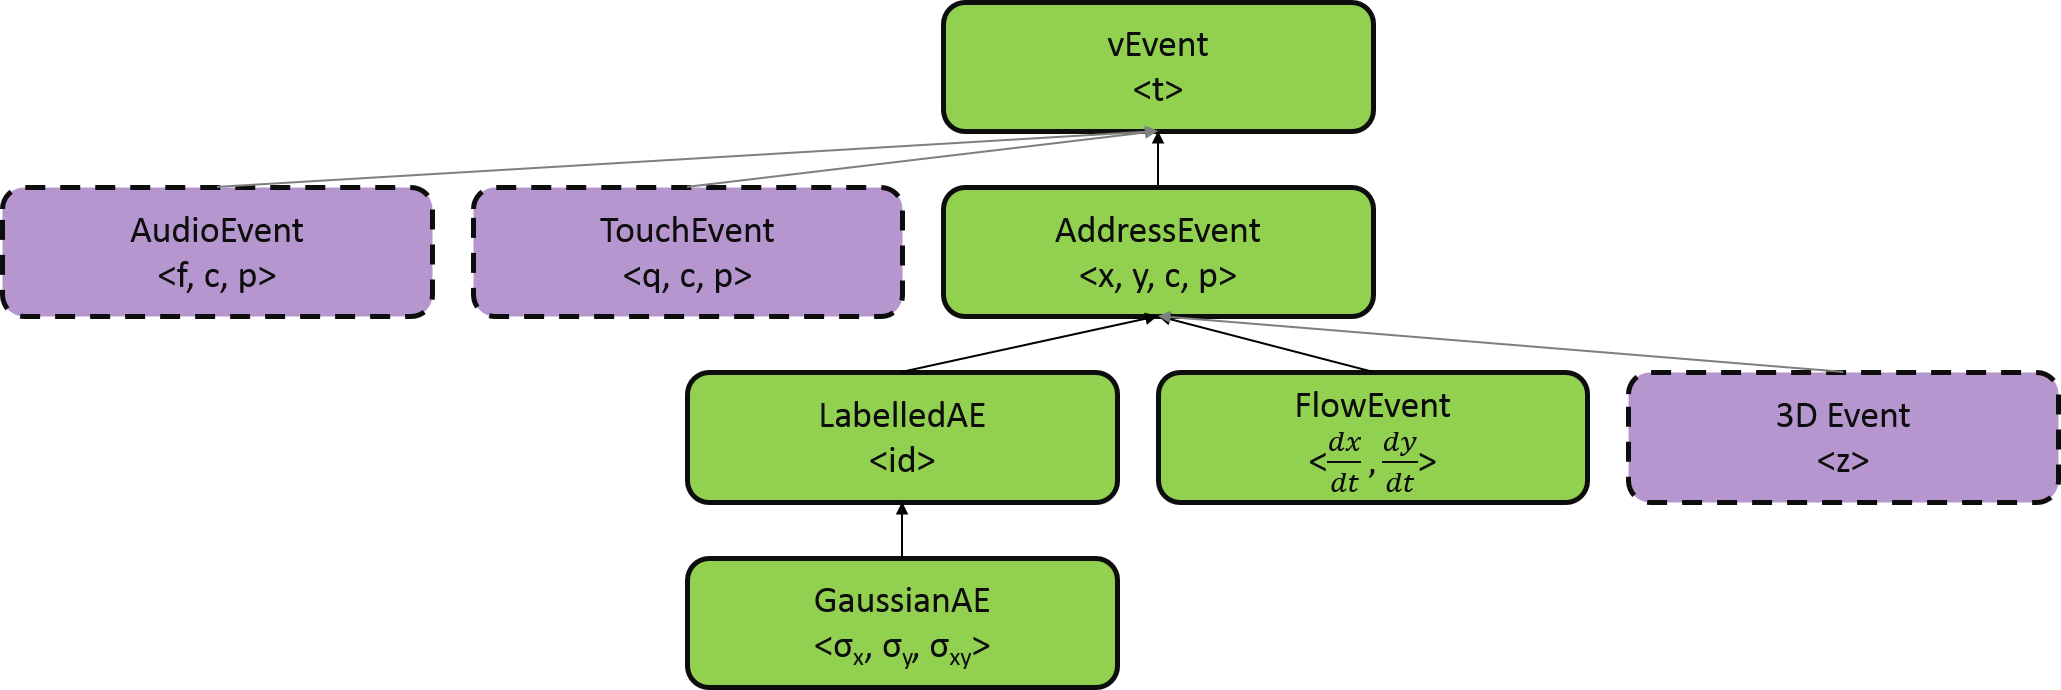 vEvent
<t>
AudioEvent
<f, c, p>
TouchEvent
<q, c, p>
AddressEvent
<x, y, c, p>
LabelledAE
<id>
FlowEvent
<dx/dt, dy/dt>
3D Event
<z>
GaussianAE
<σx, σy, σxy>